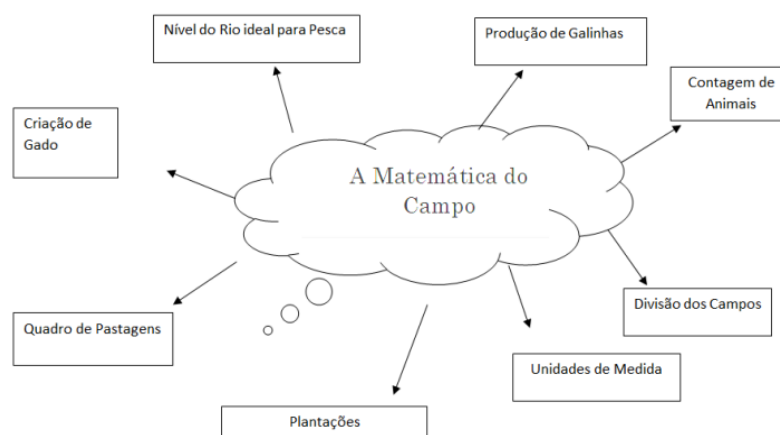 Nível do Rio ideal para Pesca
Produção de Galinhas
Contagem de
Animais
Criação de
Gado
A Matemática do
Campo
Quadro de Pastagens
Divisão dos Campos
Unidades de Medida
Plantações